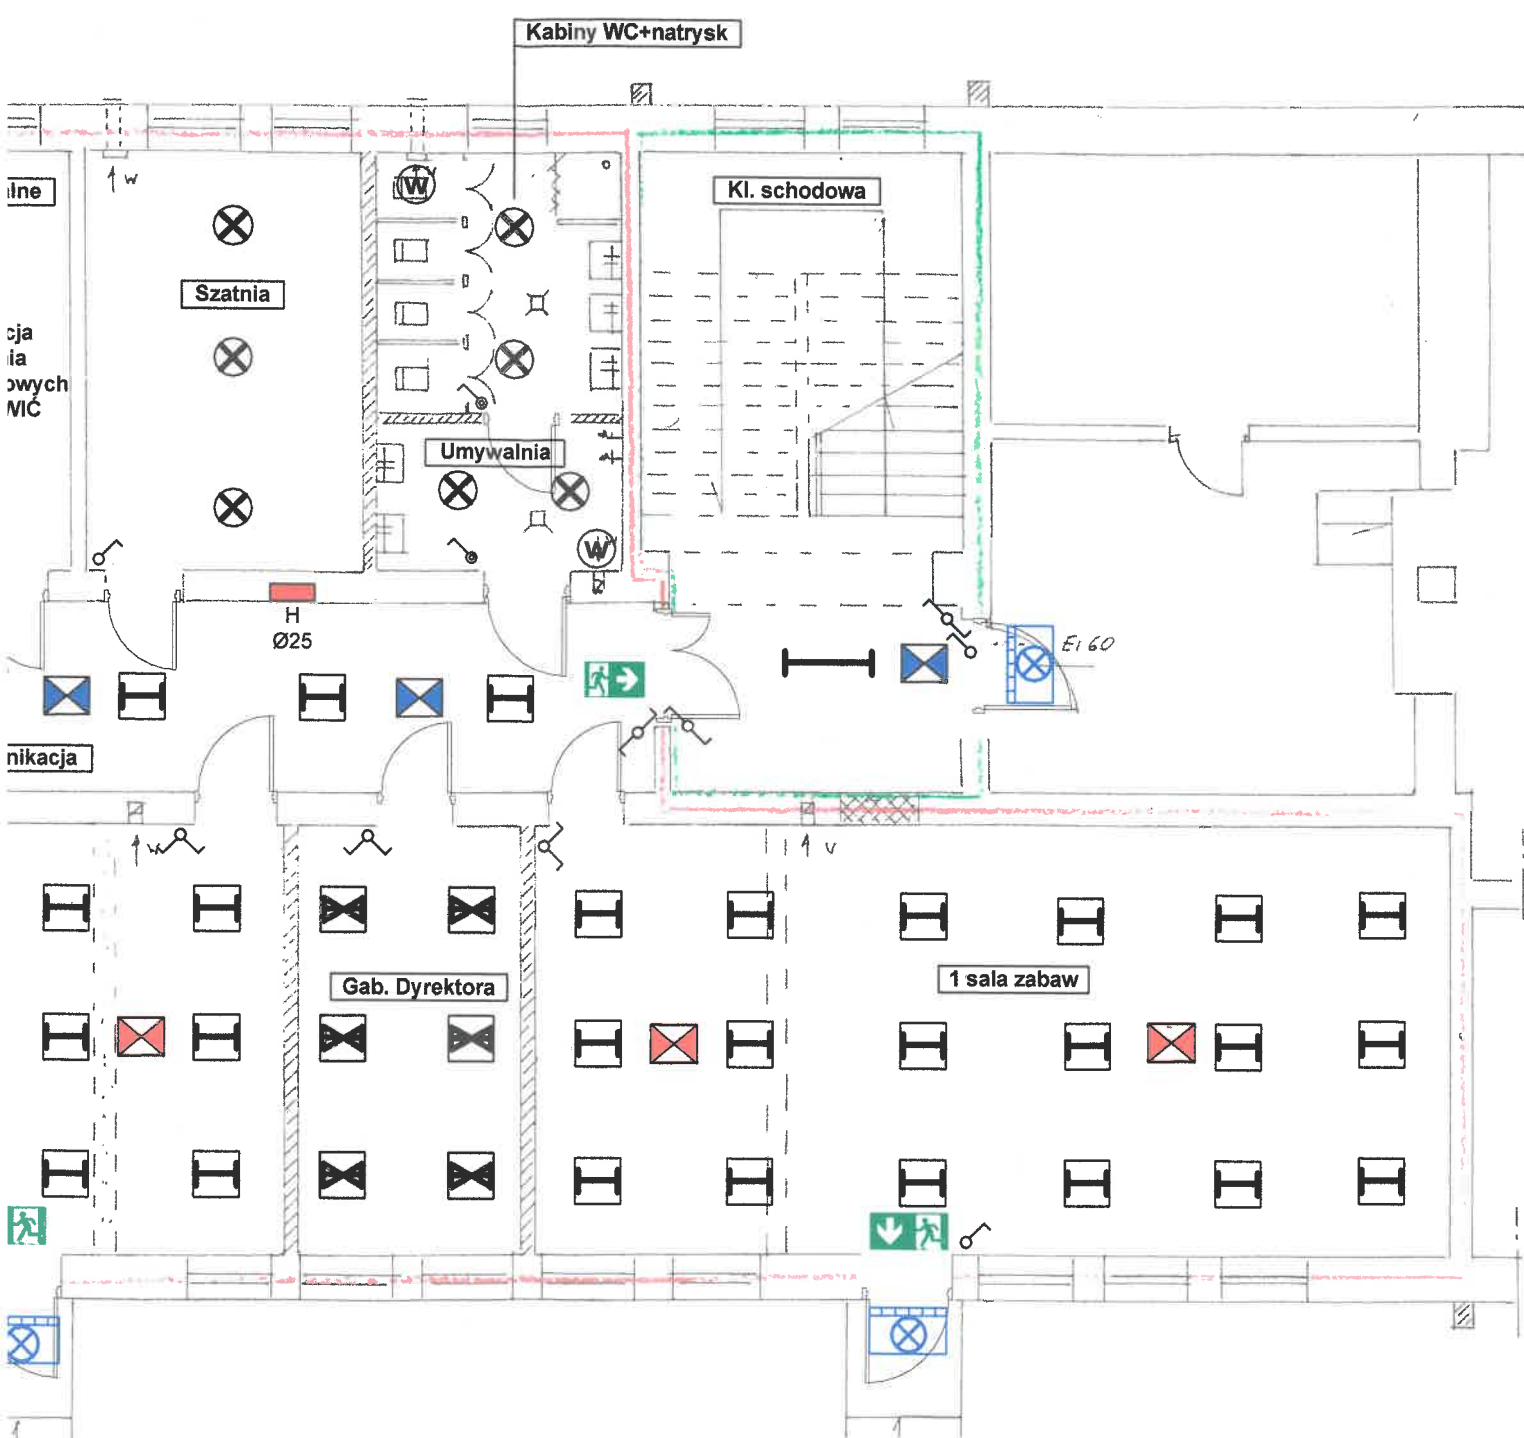 Kabiny WC+natrysk
w
W
Kl. schodowa
lne
Szatnia
cja
ia
owych
WIĆ
Umywalnia
W
H
Ø25
EI 60
nikacja
w
v
Gab. Dyrektora
1 sala zabaw